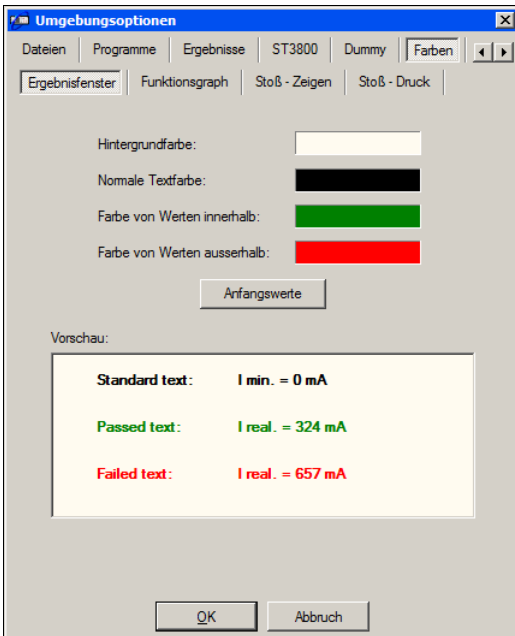 Umgebungsoptionen
Dateien Programme Ergebnisse ST3800 Dummy Farben
Ergebnisfenster Funktionsgraph Stoß - Zeigen Stoß - Druck
Hintergrundfarbe:
Normale Textfarbe:
Farbe von Werten innerhalb:
Farbe von Werten ausserhalb:
Anfangswerte
Vorschau:
Standard text: I min. = 0 mA
Passed text: I real. = 324 mA
Failed text: I real. = 657 mA
OK Abbruch